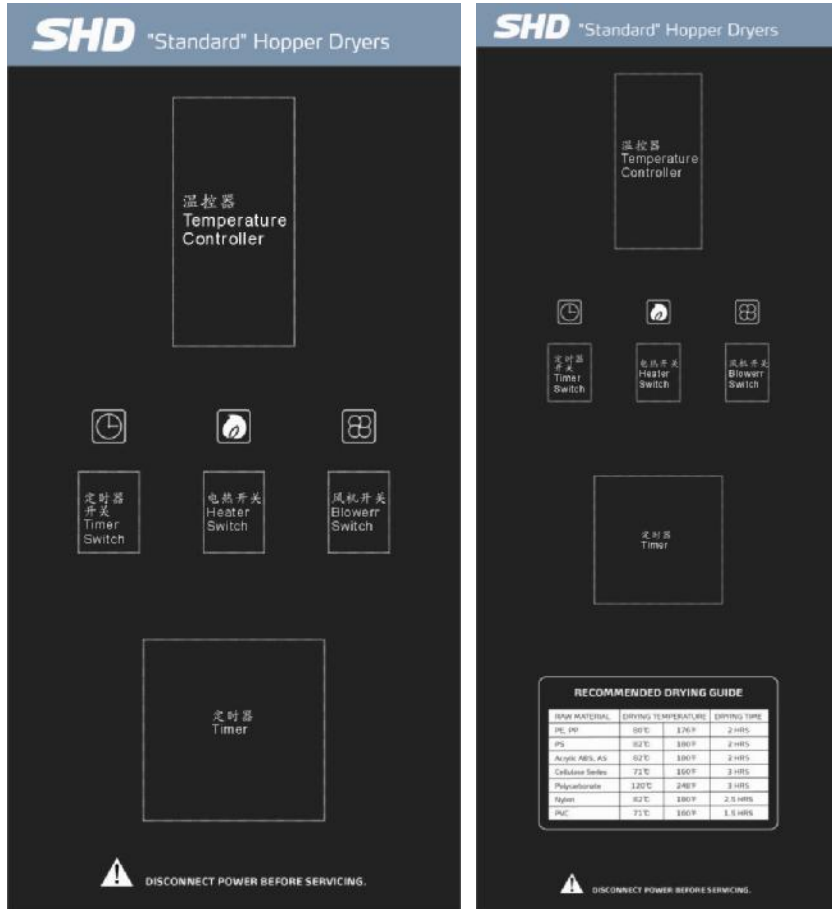 SHD "Standard" Hopper Dryers
温控器
Temperature
Controller
定时器
开关
Timer
Switch
电热开关
Heater
Switch
风机开关
Blowerr
Switch
定时器
Timer
DISCONNECT POWER BEFORE SERVICING.
SHD "Standard" Hopper Dryers
温控器
Temperature
Controller
定时器
开关
Timer
Switch
电热开关
Heater
Switch
风机开关
Blowerr
Switch
定时器
Timer
RECOMMENDED DRYING GUIDE
RAW MATERIAL DRYING TEMPERATURE DRYING TIME
PE, PP 80℃ 176℉ 2 HRS
PS 82℃ 180℉ 2 HRS
Acrylic ABS, AS 82℃ 180℉ 2 HRS
Cellulose Series 71℃ 160℉ 3 HRS
Polycarbonate 120℃ 248℉ 3 HRS
Nylon 82℃ 180℉ 2.5 HRS
PVC 71℃ 160℉ 1.5 HRS
DISCONNECT POWER BEFORE SERVICING.